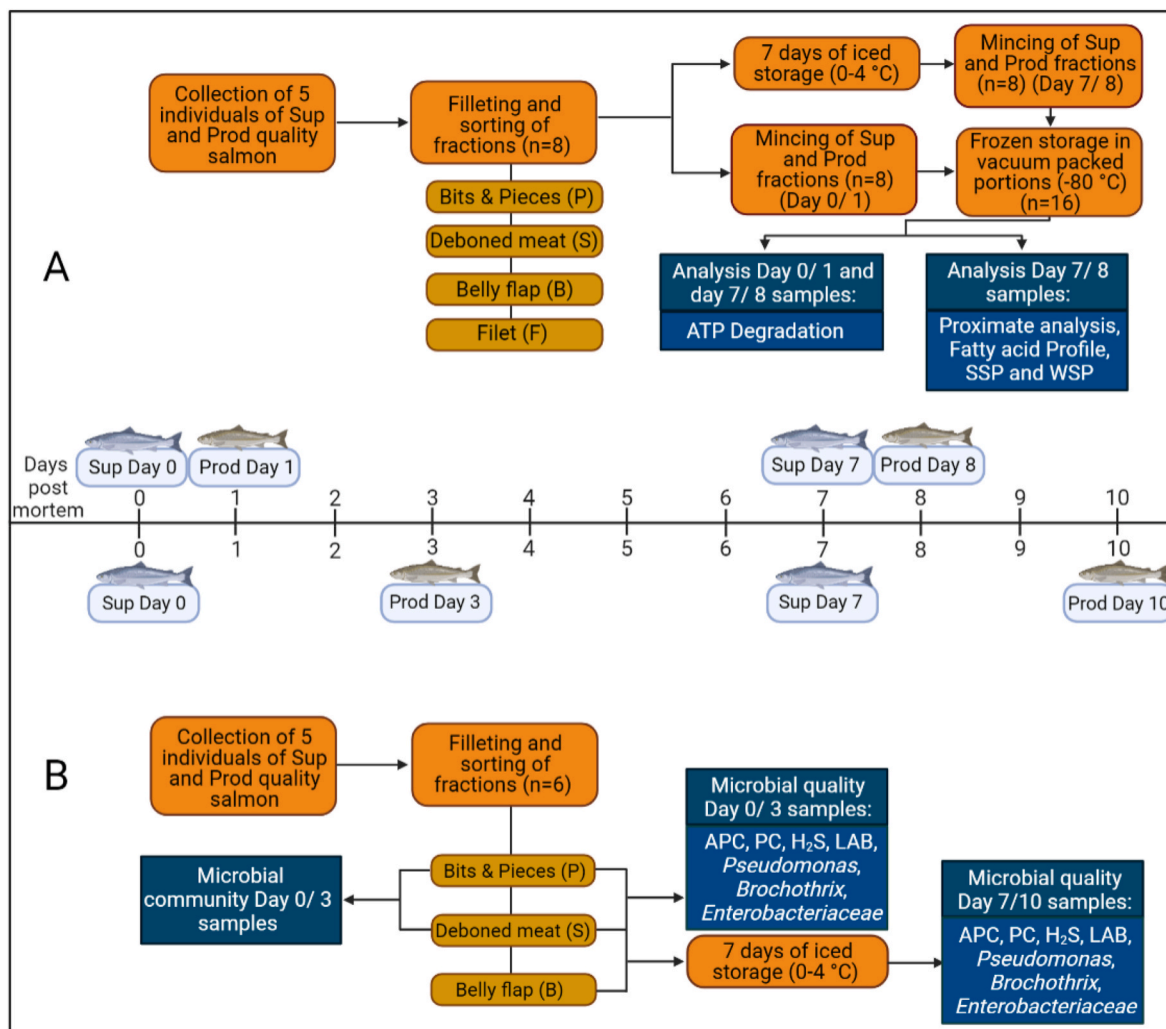 A
Collection of 5
individuals of Sup
and Prod quality
salmon
Filleting and
sorting of
fractions (n=8)
Bits & Pieces (P)
Deboned meat (S)
Belly flap (B)
Filet (F)
7 days of iced
storage (0-4 °C)
Mincing of Sup
and Prod fractions
(n=8) (Day 7/ 8)
Mincing of Sup
and Prod
fractions (n=8)
(Day 0/ 1)
Frozen storage in
vacuum packed
portions (-80 °C)
(n=16)
Analysis Day 0/ 1 and
day 7/ 8 samples:
ATP Degradation
Analysis Day 7/ 8
samples:
Proximate analysis,
Fatty acid Profile,
SSP and WSP
Days
post
mortem
Sup Day 0
Prod Day 1
Sup Day 7
Prod Day 8
0 1 2 3 4 5 6 7 8 9 10
0 1 2 3 4 5 6 7 8 9 10
Sup Day 0
Prod Day 3
Sup Day 7
Prod Day 10
B
Collection of 5
individuals of Sup
and Prod quality
salmon
Filleting and
sorting of
fractions (n=6)
Microbial
community Day 0/ 3
samples
Bits & Pieces (P)
Deboned meat (S)
Belly flap (B)
Microbial quality
Day 0/ 3 samples:
APC, PC, H₂S, LAB,
Pseudomonas,
Brochothrix,
Enterobacteriaceae
7 days of iced
storage (0-4 °C)
Microbial quality
Day 7/10 samples:
APC, PC, H₂S, LAB,
Pseudomonas,
Brochothrix,
Enterobacteriaceae